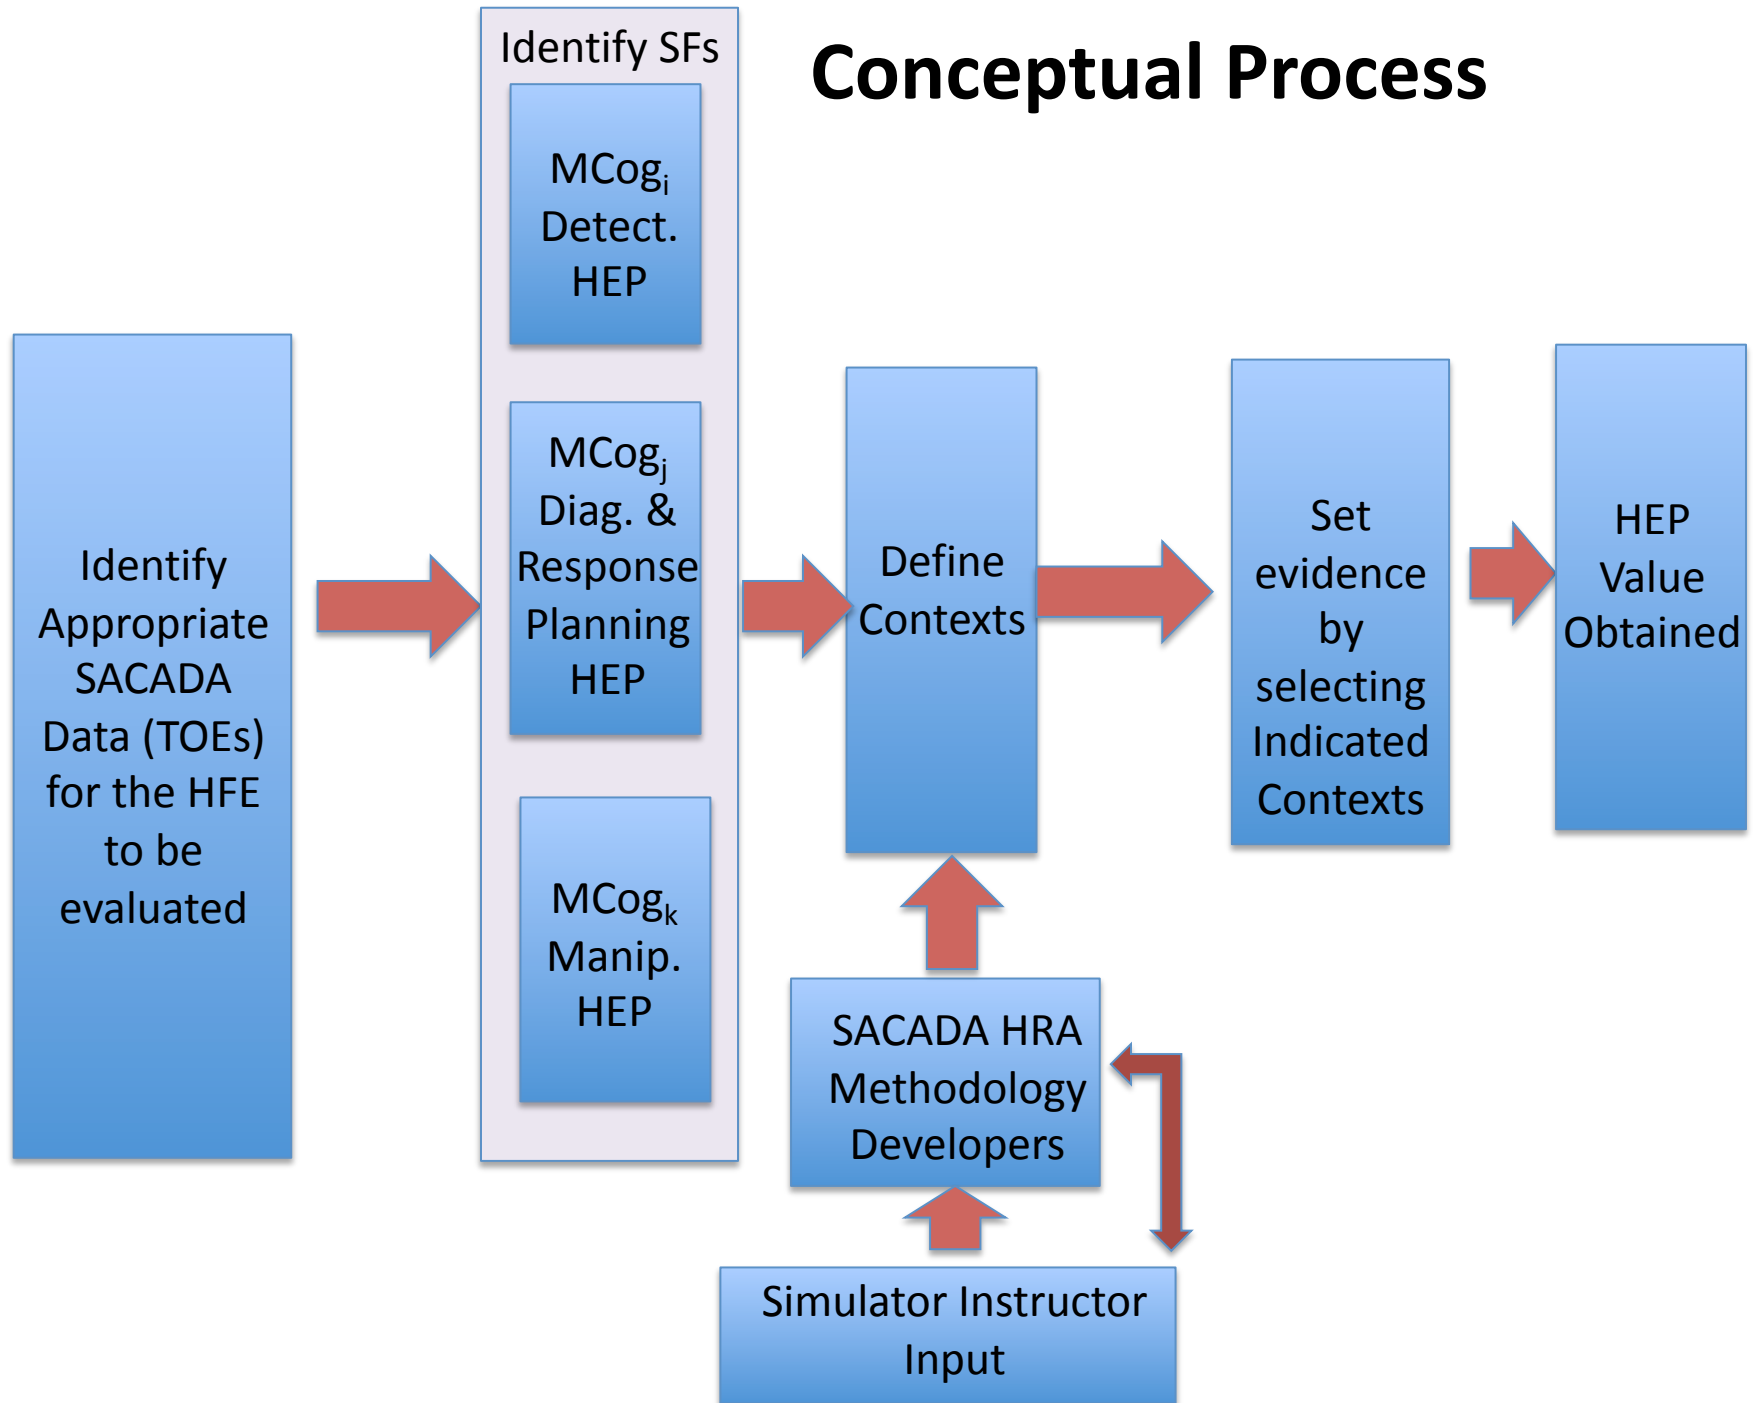 Conceptual Process
Identify
Appropriate
SACADA
Data (TOEs)
for the HFE
to be
evaluated
Identify SFs
MCogi
Detect.
HEP
MCogj
Diag. &
Response
Planning
HEP
MCogk
Manip.
HEP
Define
Contexts
Set
evidence
by
selecting
Indicated
Contexts
HEP
Value
Obtained
SACADA HRA
Methodology
Developers
Simulator Instructor
Input